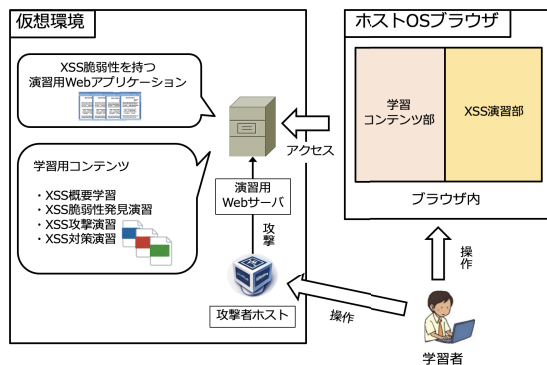 仮想環境
XSS脆弱性を持つ
演習用Webアプリケーション
学習用コンテンツ
・XSS概要学習
・XSS脆弱性発見演習
・XSS攻撃演習
・XSS対策演習
演習用
Webサーバ
攻撃
攻撃者ホスト
アクセス
ホストOSブラウザ
学習
コンテンツ部
XSS演習部
ブラウザ内
操作
操作
学習者